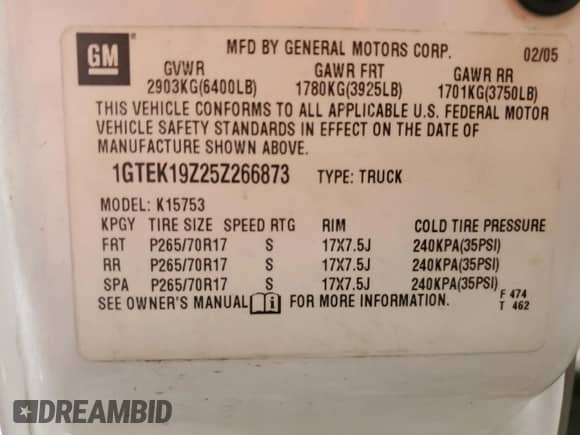 GM ® MFD BY GENERAL MOTORS CORP. 02/05
GVWR GAWR FRT GAWR RR
2903KG(6400LB) 1780KG(3925LB) 1701KG(3750LB)
THIS VEHICLE CONFORMS TO ALL APPLICABLE U.S. FEDERAL MOTOR
VEHICLE SAFETY STANDARDS IN EFFECT ON THE DATE OF
MANUFACTURE SHOWN ABOVE.
1GTEK19Z25Z266873 TYPE: TRUCK
MODEL: K15753
KPGY TIRE SIZE SPEED RTG RIM COLD TIRE PRESSURE
FRT P265/70R17 S 17X7.5J 240KPA(35PSI)
RR P265/70R17 S 17X7.5J 240KPA(35PSI)
SPA P265/70R17 S 17X7.5J 240KPA(35PSI)
SEE OWNER'S MANUAL i FOR MORE INFORMATION. F 474
T 462
DREAMBID